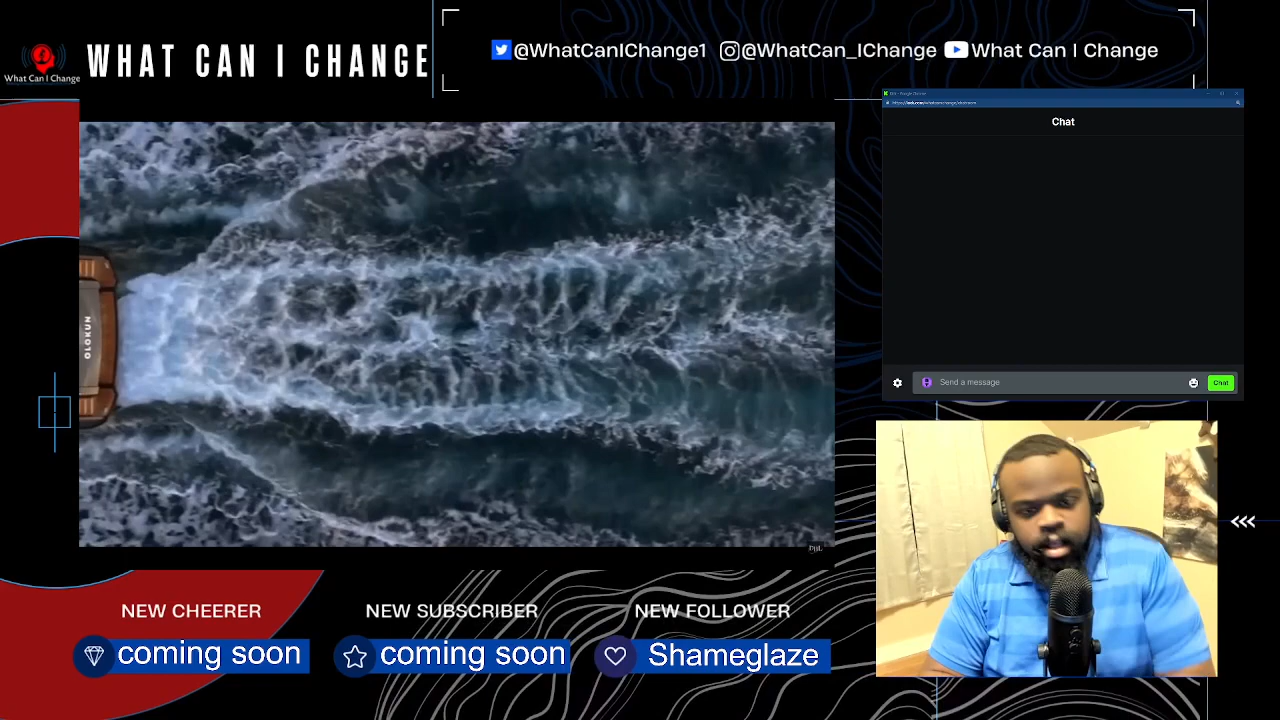 What Can I Change
WHAT CAN I CHANGE
@WhatCanIChange1
@WhatCan_IChange
What Can I Change
Chat
OLOKUN
Send a message
Chat
NEW CHEERER
NEW SUBSCRIBER
NEW FOLLOWER
coming soon
coming soon
Shameglaze